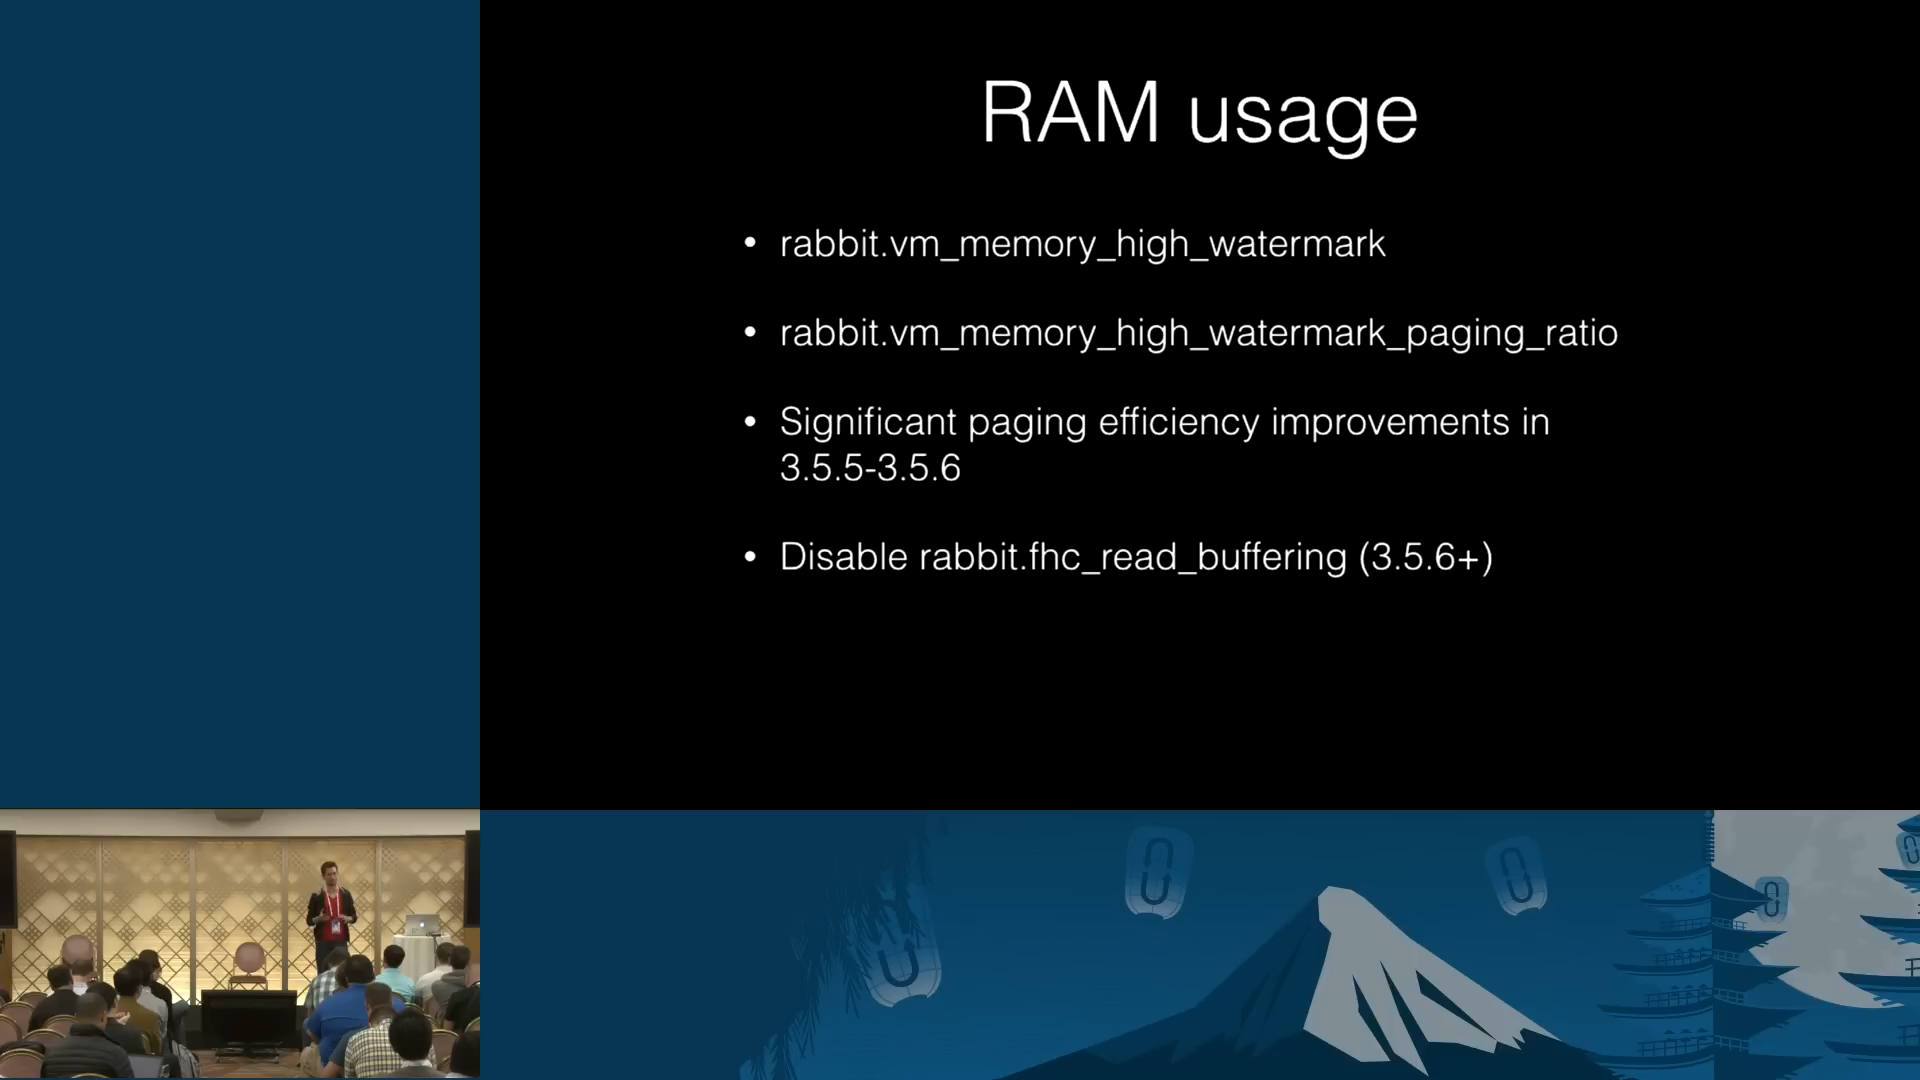 RAM usage
• rabbit.vm_memory_high_watermark
• rabbit.vm_memory_high_watermark_paging_ratio
• Significant paging efficiency improvements in
3.5.5-3.5.6
• Disable rabbit.fhc_read_buffering (3.5.6+)